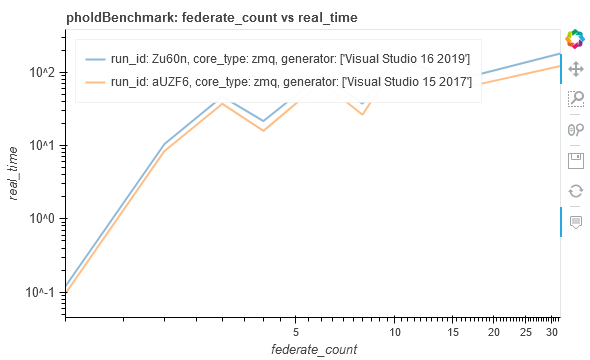 pholdBenchmark: federate_count vs real_time
run_id: Zu60n, core_type: zmq, generator: ['Visual Studio 16 2019']
run_id: aUZF6, core_type: zmq, generator: ['Visual Studio 15 2017']
10^2
10^1
10^0
10^-1
real_time
5
10
15
20
25
30
federate_count